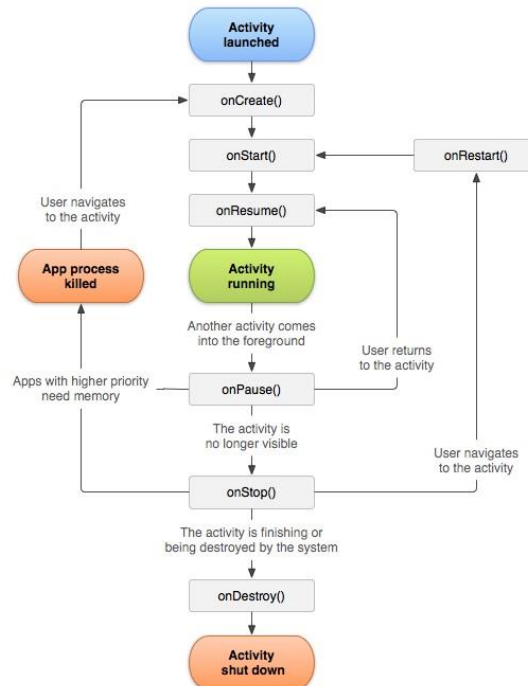 Activity
launched
onCreate()
onStart()
onRestart()
onResume()
User navigates
to the activity
App process
killed
Activity
running
Another activity comes
into the foreground
User returns
to the activity
Apps with higher priority
need memory
onPause()
The activity is
no longer visible
User navigates
to the activity
onStop()
The activity is finishing or
being destroyed by the system
onDestroy()
Activity
shut down